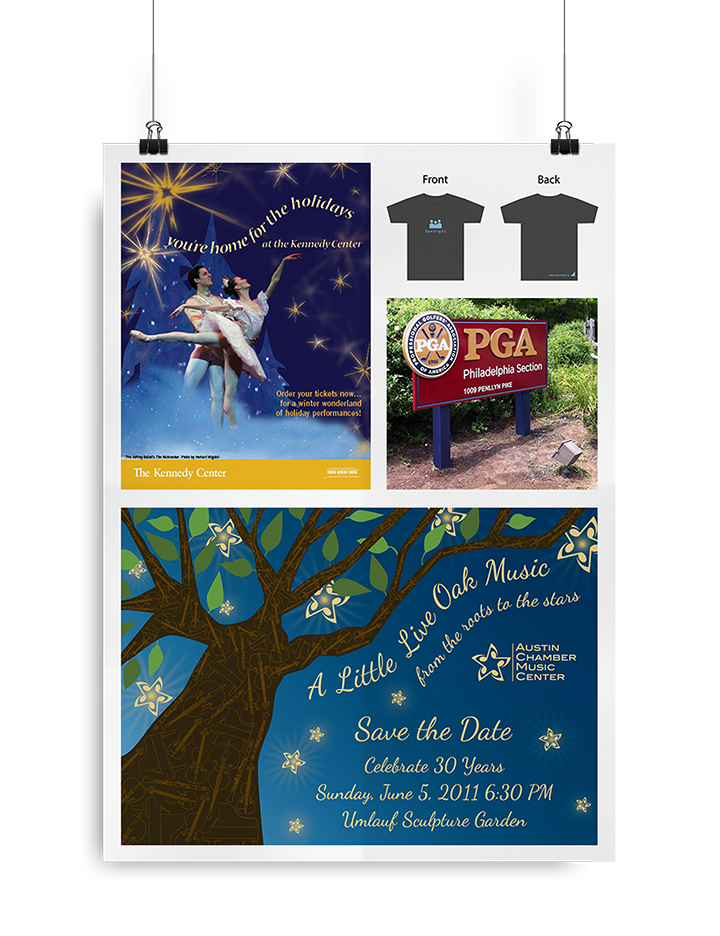 you're home for the holidays
at the Kennedy Center
Order your tickets now...
for a winter wonderland
of holiday performances!
The Joffrey Ballet's The Nutcracker. Photo by Herbert Migdoll
The Kennedy Center
Front
Back
Spotlight
PROFESSIONAL GOLFERS' ASSOCIATION
OF AMERICA
PGA
1916
PGA
Philadelphia Section
1009 PENLLYN PIKE
A Little Live Oak Music
from the roots to the stars
AUSTIN
CHAMBER
MUSIC
CENTER
Save the Date
Celebrate 30 Years
Sunday, June 5, 2011 6:30 PM
Umlauf Sculpture Garden